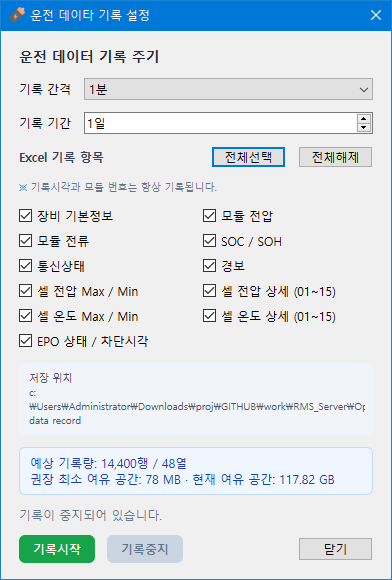 운전 데이타 기록 설정
운전 데이터 기록 주기
기록 간격 1분
기록 기간 1일
Excel 기록 항목 전체선택 전체해제
※ 기록시각과 모듈 번호는 항상 기록됩니다.
장비 기본정보 모듈 전압
모듈 전류 SOC / SOH
통신상태 경보
셀 전압 Max / Min 셀 전압 상세 (01~15)
셀 온도 Max / Min 셀 온도 상세 (01~15)
EPO 상태 / 차단시각
저장 위치
c:
₩Users₩Administrator₩Downloads₩proj₩GITHUB₩work₩RMS_Server₩Op
data record
예상 기록량: 14,400행 / 48열
권장 최소 여유 공간: 78 MB · 현재 여유 공간: 117.82 GB
기록이 중지되어 있습니다.
기록시작 기록중지 닫기